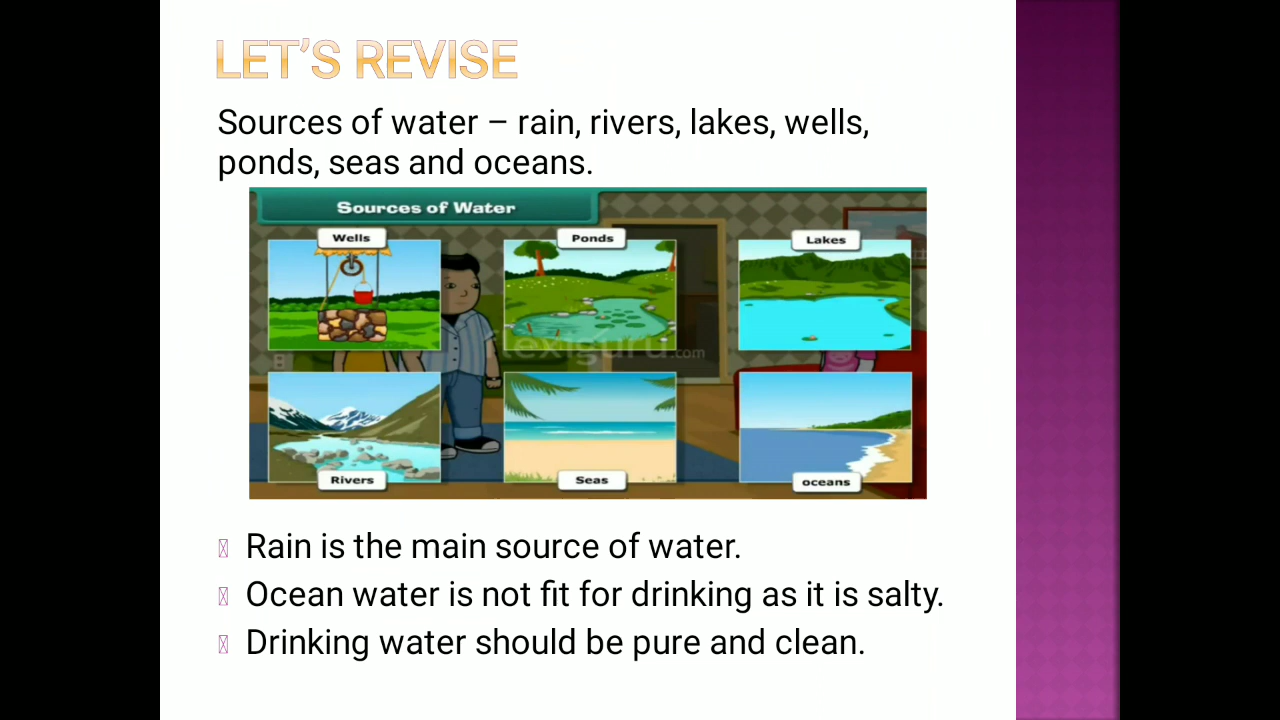 LET’S REVISE
Sources of water – rain, rivers, lakes, wells,
ponds, seas and oceans.
Sources of Water
Wells
Ponds
Lakes
flexiguru.com
Rivers
Seas
oceans
Rain is the main source of water.
Ocean water is not fit for drinking as it is salty.
Drinking water should be pure and clean.